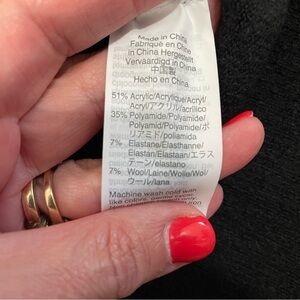 Made in China
Fabriqué en Chine
in China Hergestellt
Vervaardigd in China
中国製
Hecho en China
51% Acrylic/Acrylique/Acryl/
Acryl/アクリル/acrílico
35% Polyamide/Polyamide/
Polyamid/Polyamide/ポ
リアミド/poliamida
7% Elastane/Elasthanne/
Elastan/Elastaan/エラス
テーン/elastano
7% Wool/Laine/Wolle/Wol/
ウール/lana
Machine wash cold with
like colors,